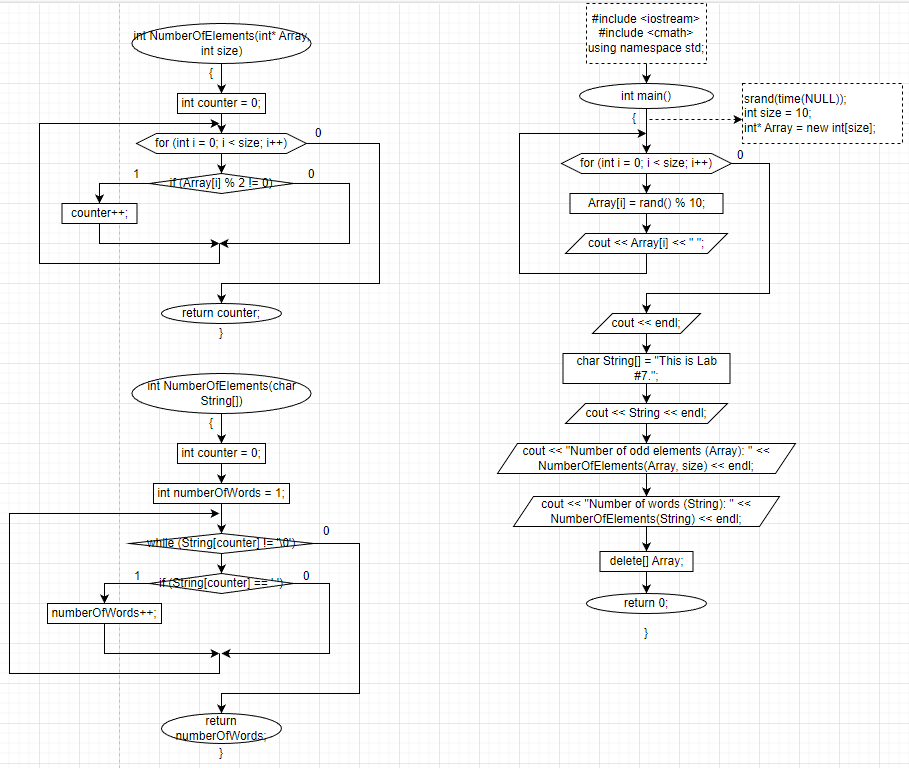 int NumberOfElements(int* Array,
int size)
{
int counter = 0;
for (int i = 0; i < size; i++)
0
if (Array[i] % 2 != 0)
1
0
counter++;
return counter;
}
int NumberOfElements(char
String[])
{
int counter = 0;
int numberOfWords = 1;
while (String[counter] != '\0')
0
if (String[counter] == ' ')
1
0
numberOfWords++;
return
numberOfWords;
}
#include <iostream>
#include <cmath>
using namespace std;
int main()
{
srand(time(NULL));
int size = 10;
int* Array = new int[size];
for (int i = 0; i < size; i++)
0
Array[i] = rand() % 10;
cout << Array[i] << " ";
cout << endl;
char String[] = "This is Lab
#7.";
cout << String << endl;
cout << "Number of odd elements (Array): " <<
NumberOfElements(Array, size) << endl;
cout << "Number of words (String): " <<
NumberOfElements(String) << endl;
delete[] Array;
return 0;
}